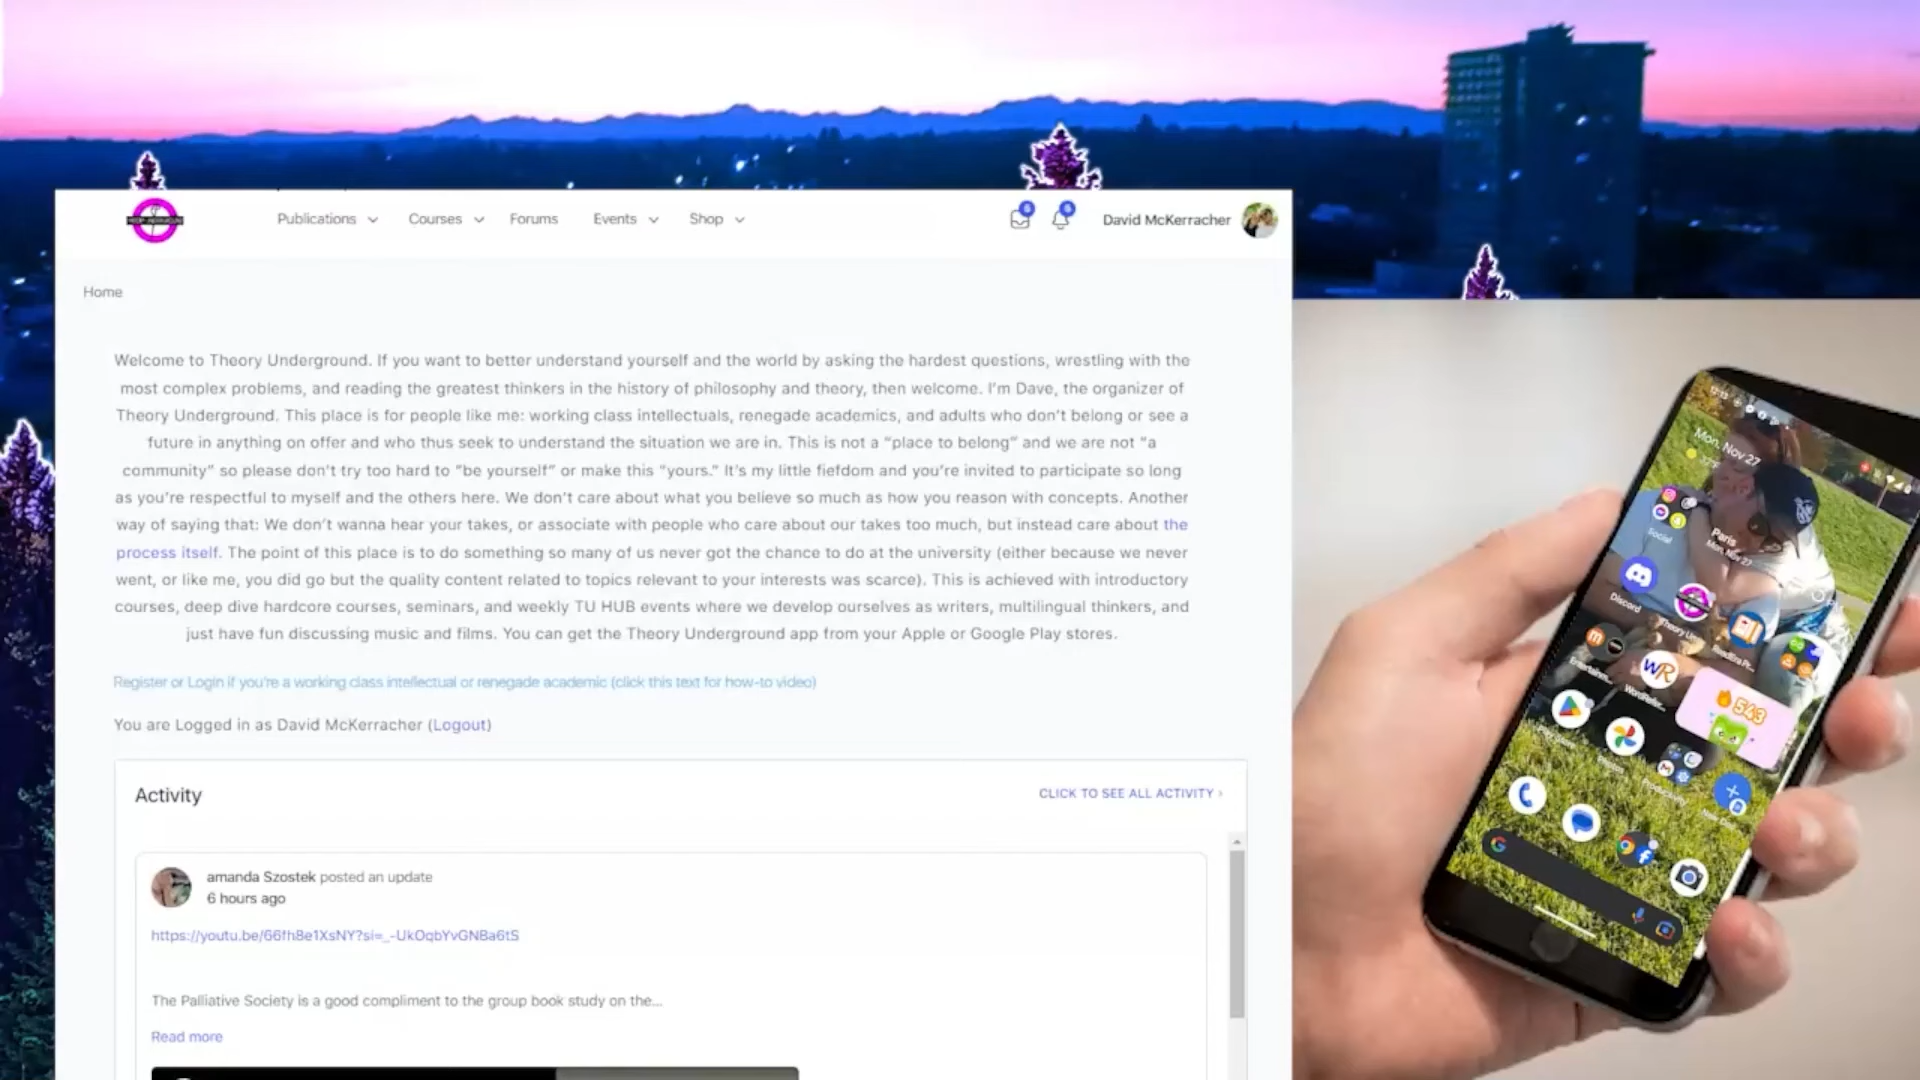 Publications
Courses
Forums
Events
Shop
6
6
David McKerracher
Home
Welcome to Theory Underground. If you want to better understand yourself and the world by asking the hardest questions, wrestling with the
most complex problems, and reading the greatest thinkers in the history of philosophy and theory, then welcome. I'm Dave, the organizer of
Theory Underground. This place is for people like me: working class intellectuals, renegade academics, and adults who don't belong or see a
future in anything on offer and who thus seek to understand the situation we are in. This is not a "place to belong" and we are not "a
community" so please don't try too hard to "be yourself" or make this "yours." It's my little fiefdom and you're invited to participate so long
as you're respectful to myself and the others here. We don't care about what you believe so much as how you reason with concepts. Another
way of saying that: We don't wanna hear your takes, or associate with people who care about our takes too much, but instead care about the
process itself. The point of this place is to do something so many of us never got the chance to do at the university (either because we never
went, or like me, you did go but the quality content related to topics relevant to your interests was scarce). This is achieved with introductory
courses, deep dive hardcore courses, seminars, and weekly TU HUB events where we develop ourselves as writers, multilingual thinkers, and
just have fun discussing music and films. You can get the Theory Underground app from your Apple or Google Play stores.
Register or Login if you're a working class intellectual or renegade academic (click this text for how-to video)
You are Logged in as David McKerracher (Logout)
Activity
CLICK TO SEE ALL ACTIVITY ›
amanda Szostek posted an update
6 hours ago
https://youtu.be/66fh8e1XsNY?si=_-UkOqbYvGNBa6tS
The Palliative Society is a good compliment to the group book study on the...
Read more
Mon, Nov 27
Paris
Mon, Nov 27
Social
Discord
Theory Un...
ReadEra Pr...
Entertainm...
WordRefer...
543
Photos
Productivity